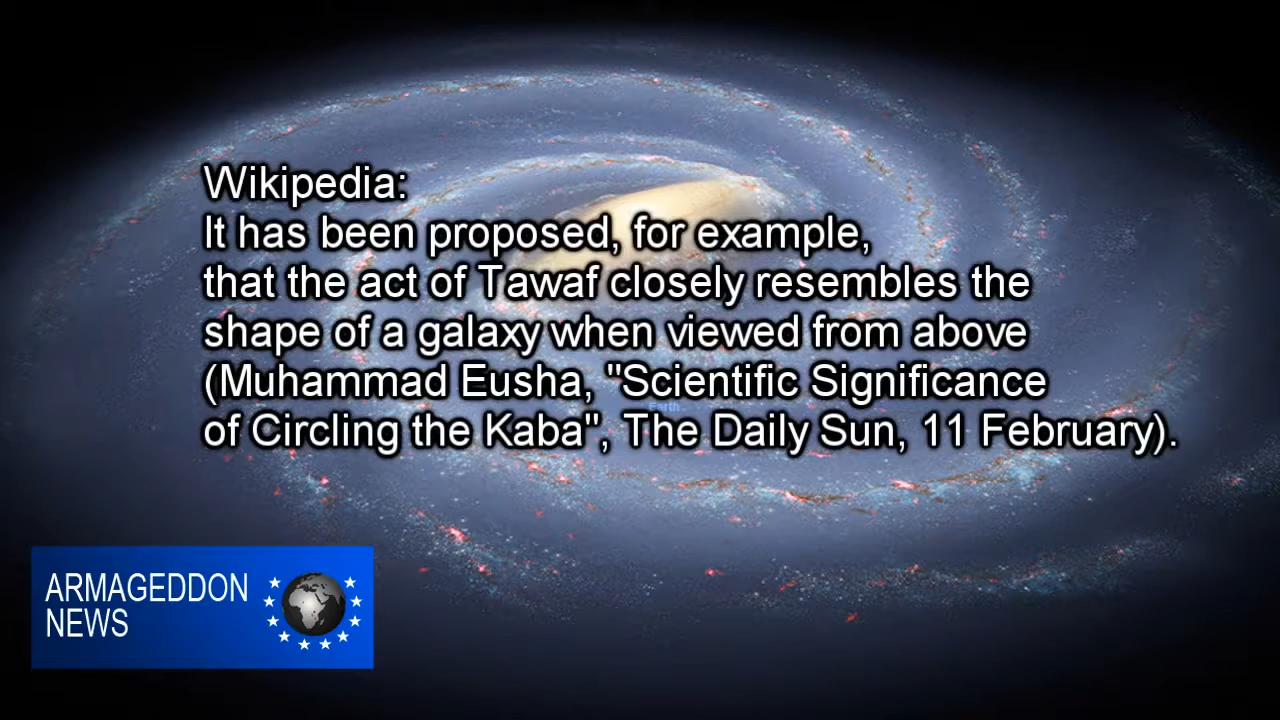 Wikipedia:
It has been proposed, for example,
that the act of Tawaf closely resembles the
shape of a galaxy when viewed from above
(Muhammad Eusha, "Scientific Significance
Earth
of Circling the Kaba", The Daily Sun, 11 February).
ARMAGEDDON
NEWS